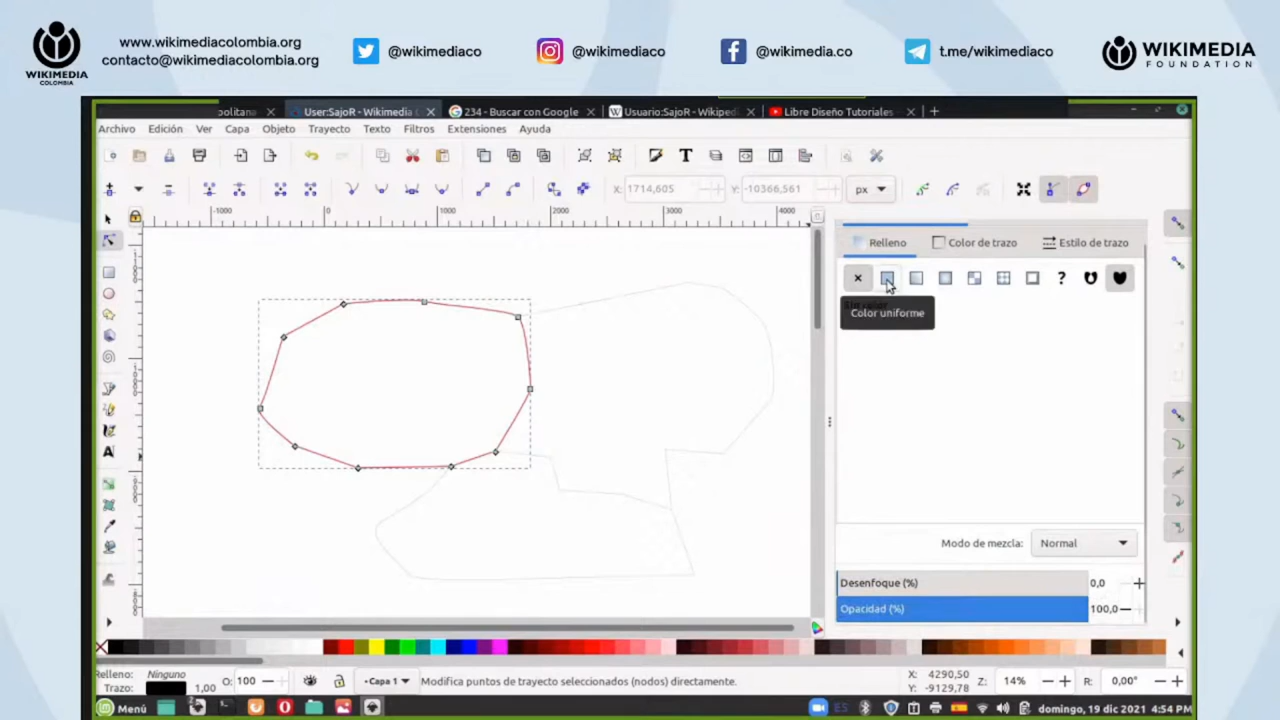 WIKIMEDIA
COLOMBIA
www.wikimediacolombia.org
contacto@wikimediacolombia.org
@wikimediaco
@wikimediaco
@wikimedia.co
t.me/wikimediaco
WIKIMEDIA
FOUNDATION
politana
User:SajoR - Wikimedia C
234 - Buscar con Google
Usuario:SajoR - Wikiped
Libre Diseño Tutoriales
Archivo Edición Ver Capa Objeto Trayecto Texto Filtros Extensiones Ayuda
X: 1714,605 Y: -10366,561 px
-1000 0 1000 2000 3000 4000
Relleno Color de trazo Estilo de trazo
Color uniforme
Modo de mezcla: Normal
Desenfoque (%) 0,0
Opacidad (%) 100,0
Relleno: Ninguno
Trazo: 1,00
O: 100
Capa 1
Modifica puntos de trayecto seleccionados (nodos) directamente.
X: 4290,50
Y: -9129,78
Z: 14%
R: 0,00°
Menú
ES
domingo, 19 dic 2021 4:54 PM